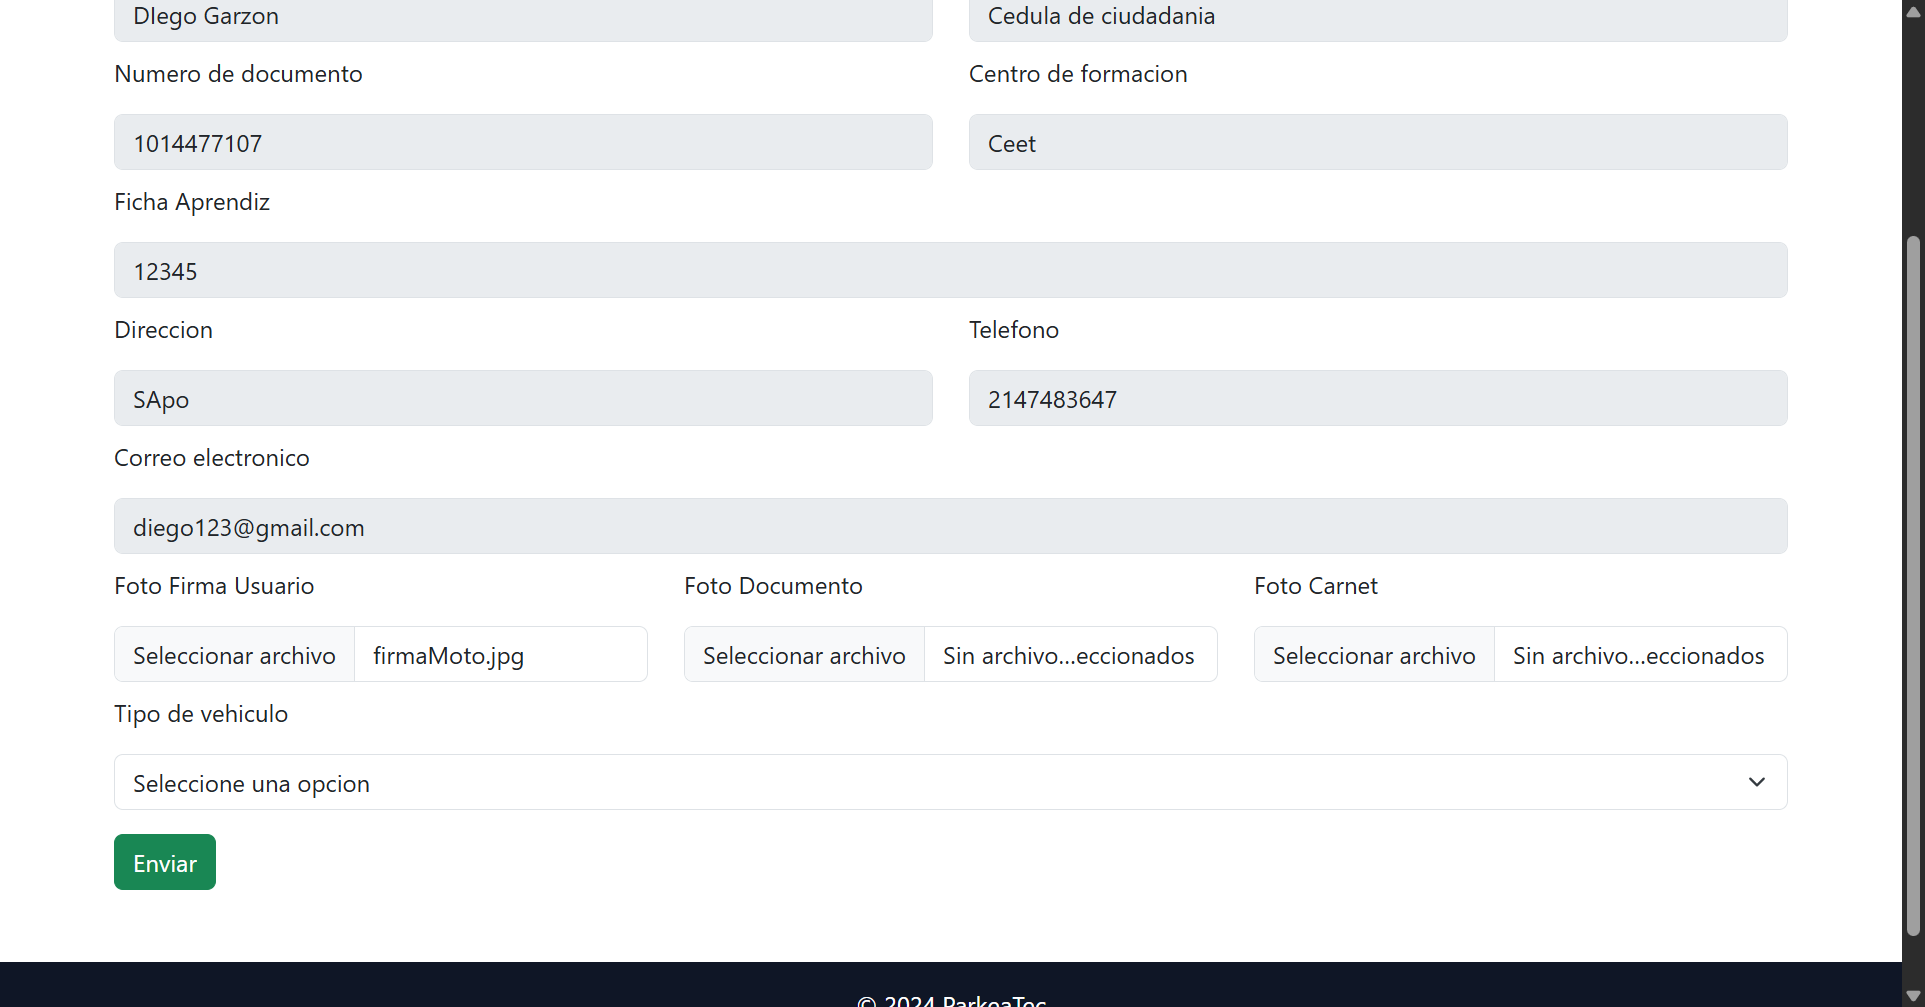 DIego Garzon
Cedula de ciudadania
Numero de documento
Centro de formacion
1014477107
Ceet
Ficha Aprendiz
12345
Direccion
Telefono
SApo
2147483647
Correo electronico
diego123@gmail.com
Foto Firma Usuario
Foto Documento
Foto Carnet
Seleccionar archivo firmaMoto.jpg
Seleccionar archivo Sin archivo...eccionados
Seleccionar archivo Sin archivo...eccionados
Tipo de vehiculo
Seleccione una opcion
Enviar
© 2024 ParkeaTec